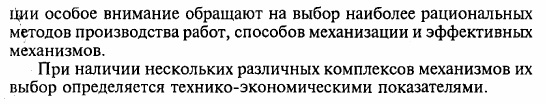 ции особое внимание обращают на выбор наиболее рациональных
методов производства работ, способов механизации и эффективных
механизмов.
При наличии нескольких различных комплексов механизмов их
выбор определяется технико-экономическими показателями.